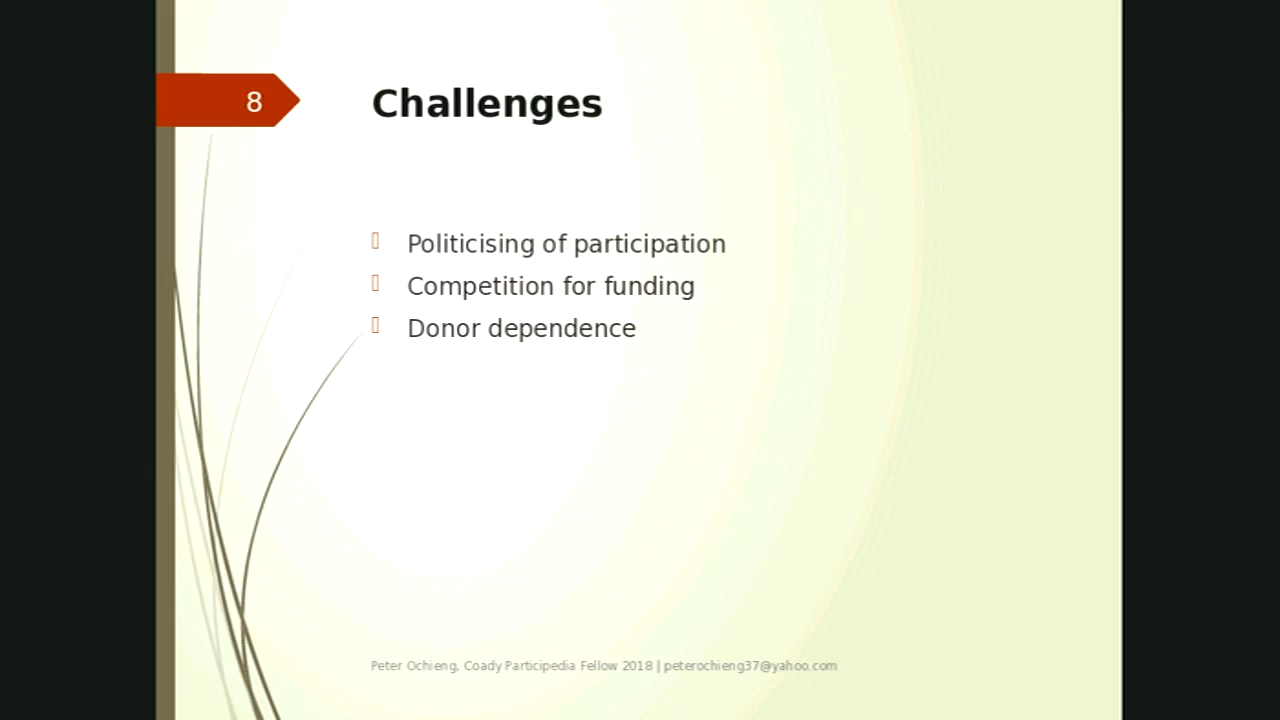 8
Challenges
Politicising of participation
Competition for funding
Donor dependence
Peter Ochieng, Coady Participedia Fellow 2018 | peterochieng37@yahoo.com